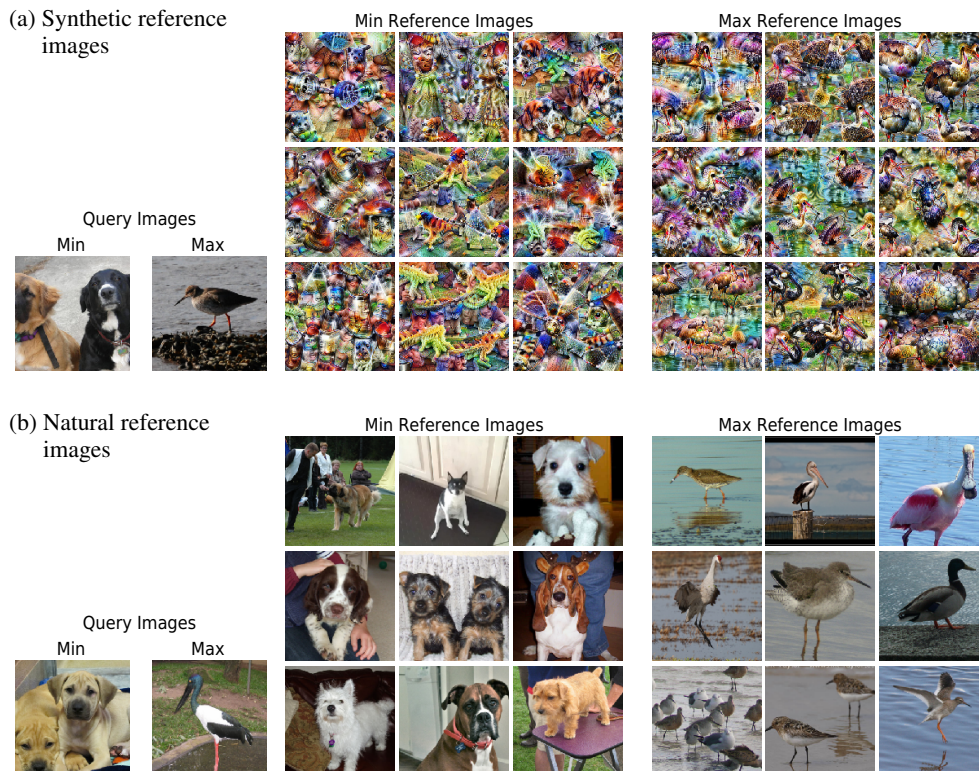 (a) Synthetic reference
images
Min Reference Images
Max Reference Images
Query Images
Min
Max
(b) Natural reference
images
Min Reference Images
Max Reference Images
Query Images
Min
Max